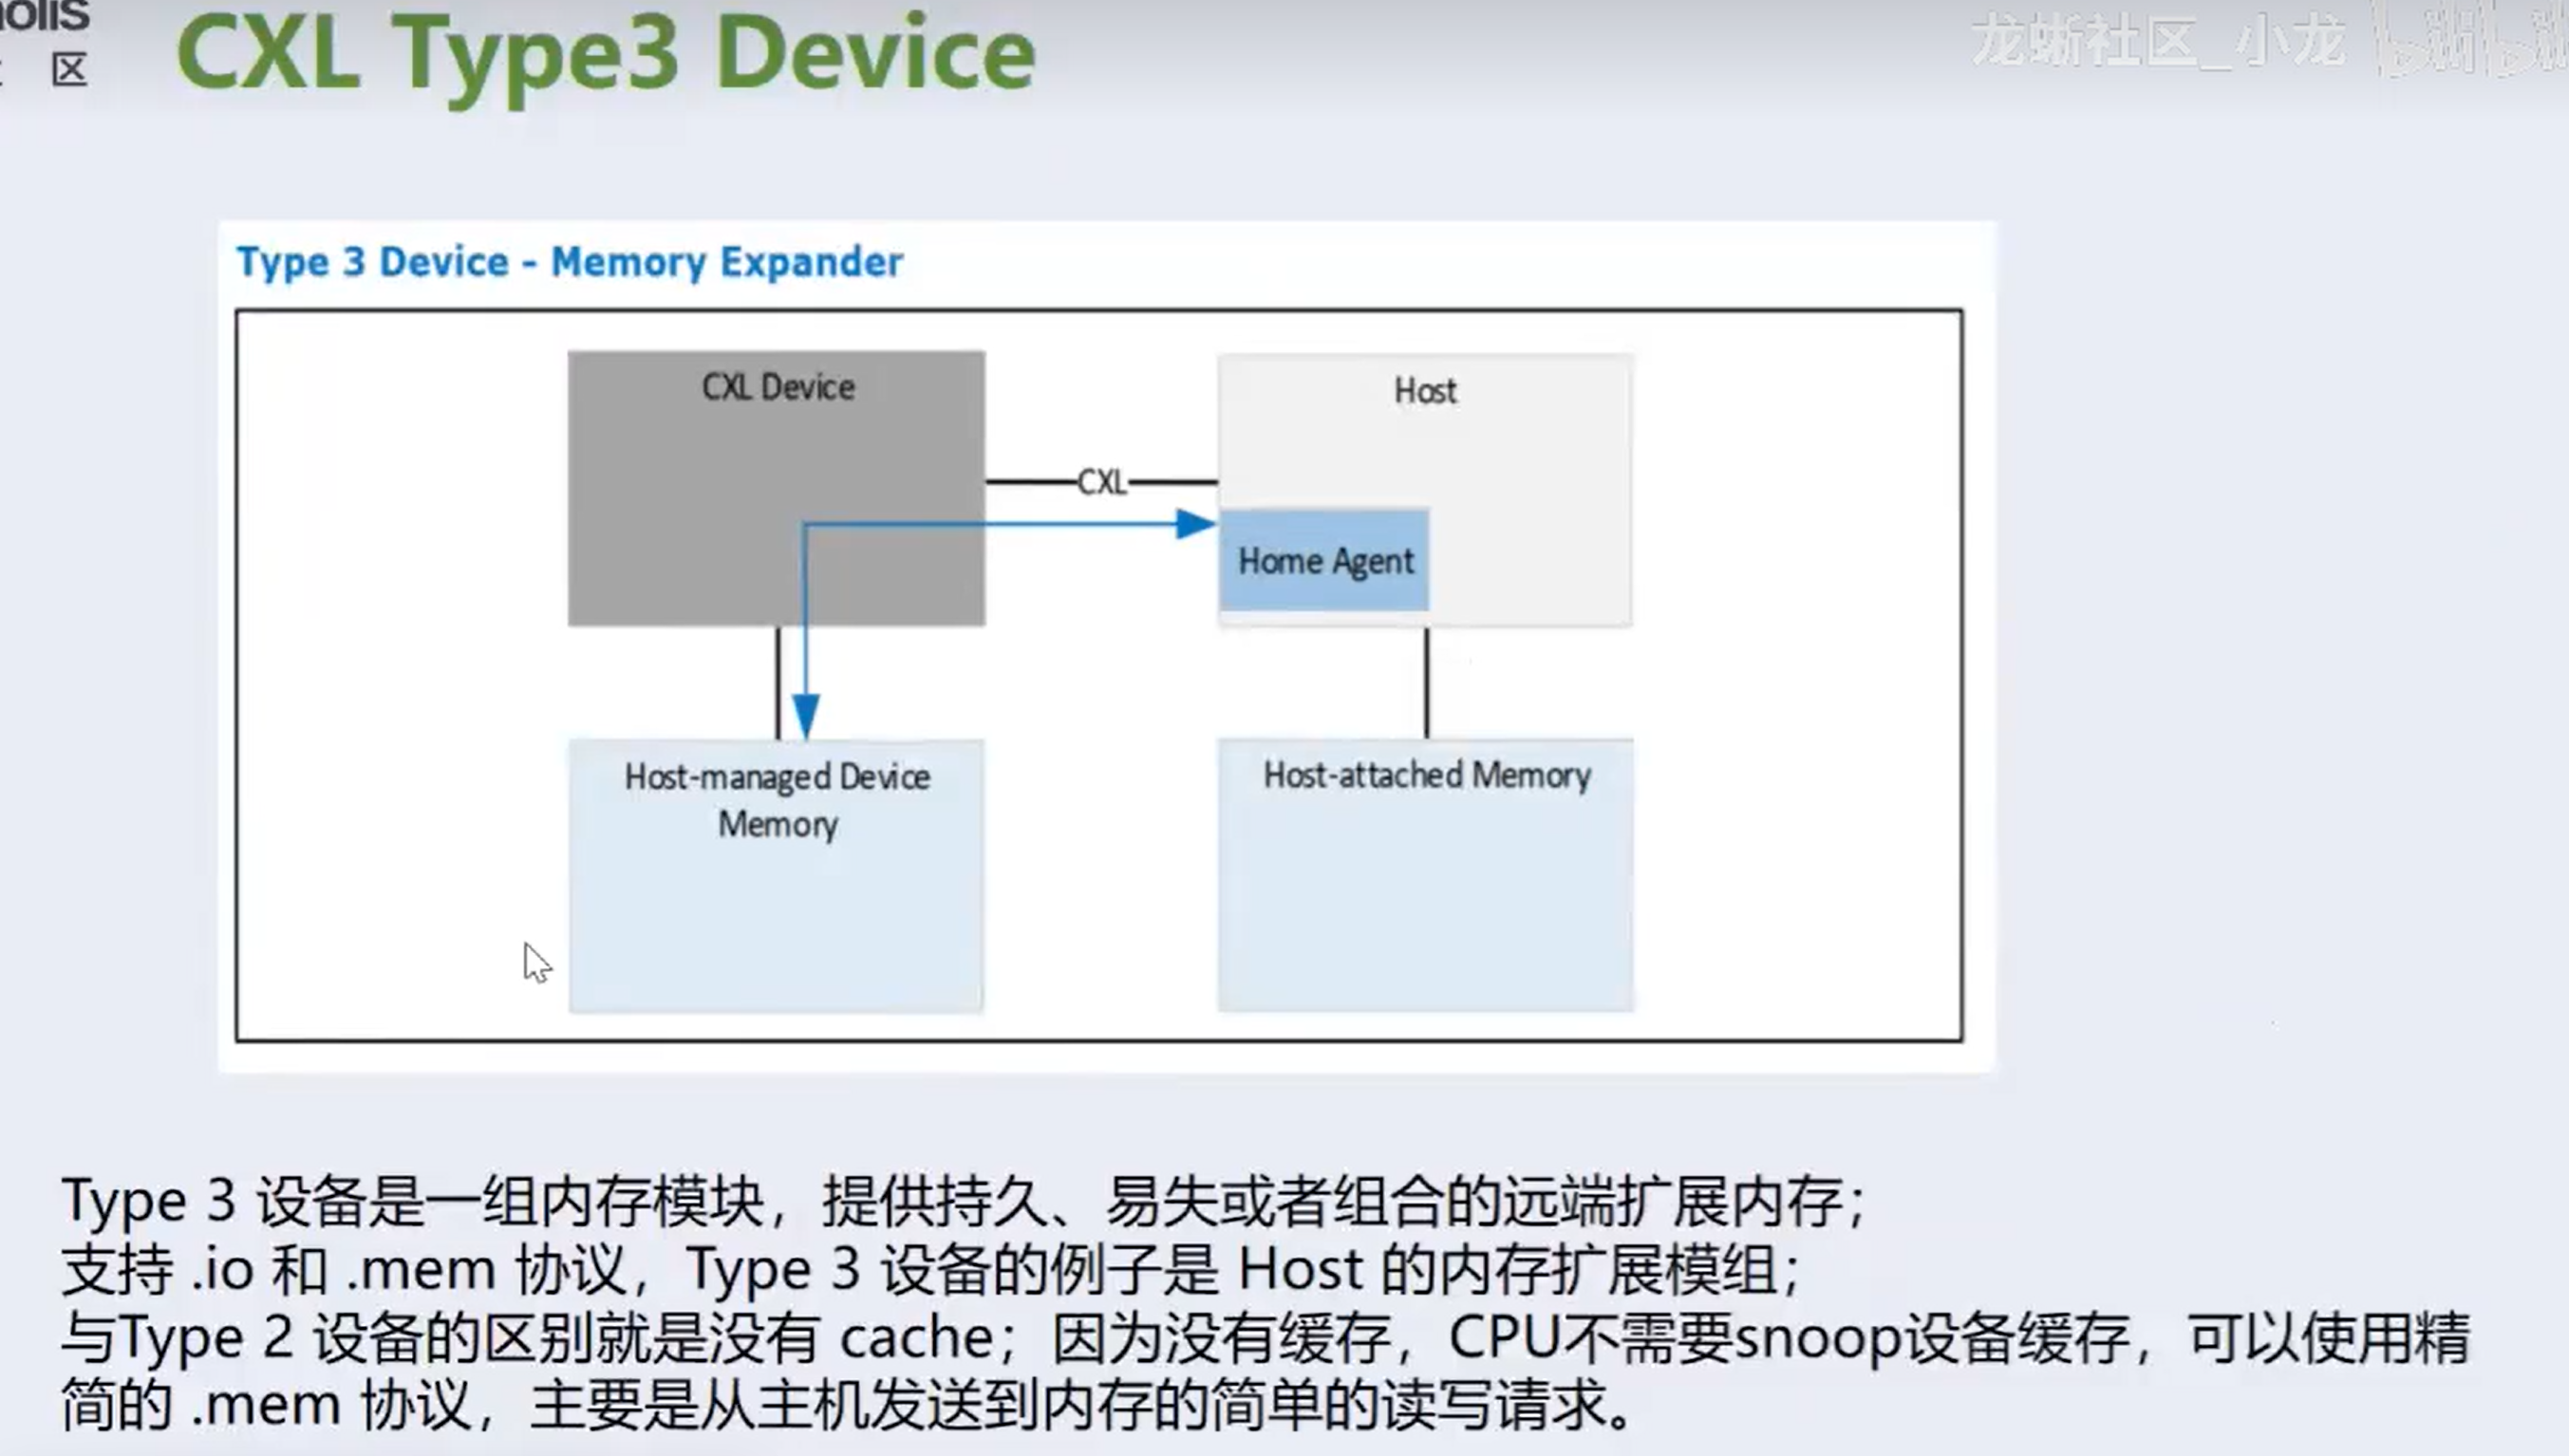 CXL Type3 Device
龙蜥社区_小龙
区
Type 3 Device - Memory Expander
CXL Device
Host
CXL
Home Agent
Host-managed Device
Memory
Host-attached Memory
Type 3 设备是一组内存模块，提供持久、易失或者组合的远端扩展内存；
支持 .io 和 .mem 协议，Type 3 设备的例子是 Host 的内存扩展模组；
与Type 2 设备的区别就是没有 cache；因为没有缓存，CPU不需要snoop设备缓存，可以使用精
简的 .mem 协议，主要是从主机发送到内存的简单的读写请求。